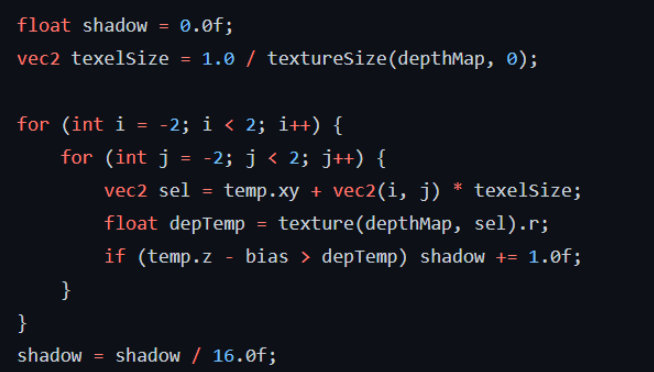 float shadow = 0.0f;
vec2 texelSize = 1.0 / textureSize(depthMap, 0);

for (int i = -2; i < 2; i++) {
    for (int j = -2; j < 2; j++) {
        vec2 sel = temp.xy + vec2(i, j) * texelSize;
        float depTemp = texture(depthMap, sel).r;
        if (temp.z - bias > depTemp) shadow += 1.0f;
    }
}
shadow = shadow / 16.0f;